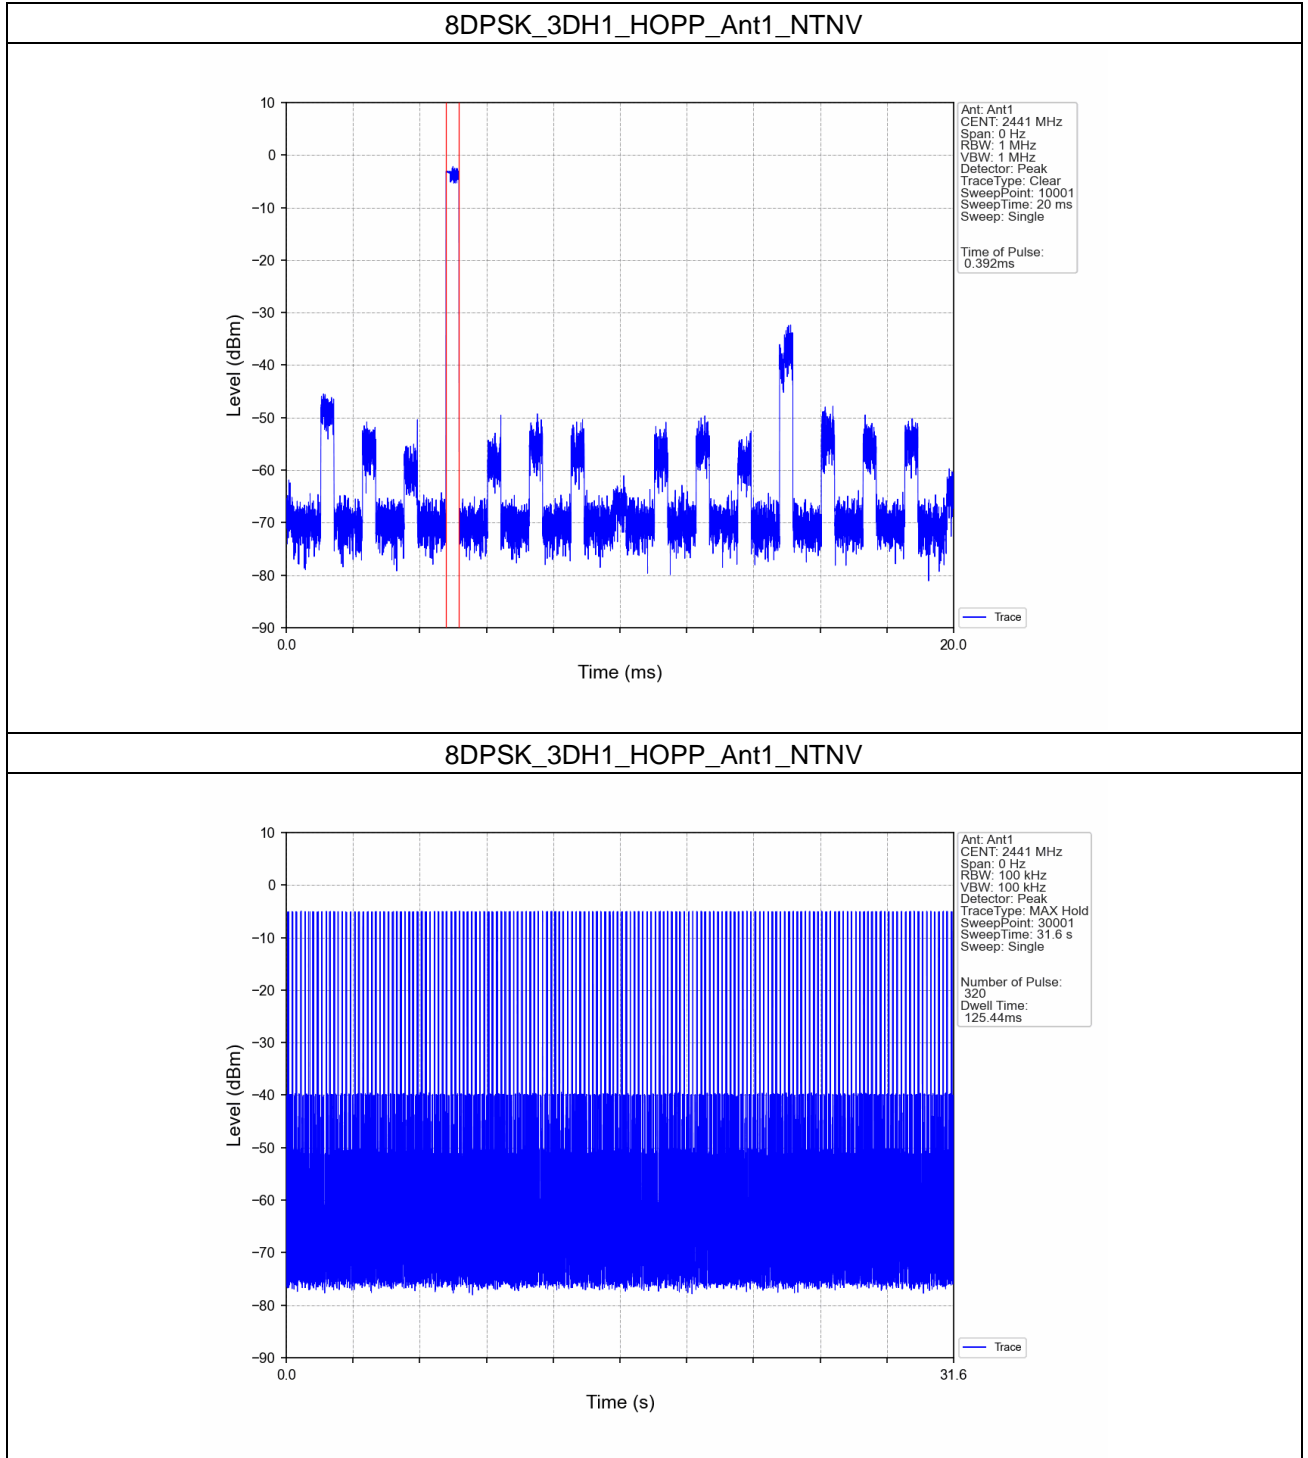 8DPSK_3DH1_HOPP_Ant1_NTNV
10
0
−10
−20
−30
−40
−50
−60
−70
−80
−90
Level (dBm)
0.0
20.0
Time (ms)
Ant: Ant1
CENT: 2441 MHz
Span: 0 Hz
RBW: 1 MHz
VBW: 1 MHz
Detector: Peak
TraceType: Clear
SweepPoint: 10001
SweepTime: 20 ms
Sweep: Single
Time of Pulse:
0.392ms
Trace
8DPSK_3DH1_HOPP_Ant1_NTNV
10
0
−10
−20
−30
−40
−50
−60
−70
−80
−90
Level (dBm)
0.0
31.6
Time (s)
Ant: Ant1
CENT: 2441 MHz
Span: 0 Hz
RBW: 100 kHz
VBW: 100 kHz
Detector: Peak
TraceType: MAX Hold
SweepPoint: 30001
SweepTime: 31.6 s
Sweep: Single
Number of Pulse:
320
Dwell Time:
125.44ms
Trace